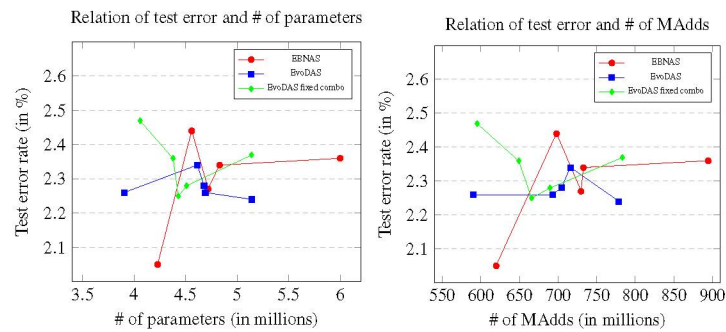 Relation of test error and # of parameters
Test error rate (in %)
2.6
2.5
2.4
2.3
2.2
2.1
3.5 4 4.5 5 5.5 6
# of parameters (in millions)
EBNAS
EvoDAS
EvoDAS fixed combo
Relation of test error and # of MAdds
Test error rate (in %)
2.6
2.5
2.4
2.3
2.2
2.1
550 600 650 700 750 800 850 900
# of MAdds (in millions)
EBNAS
EvoDAS
EvoDAS fixed combo